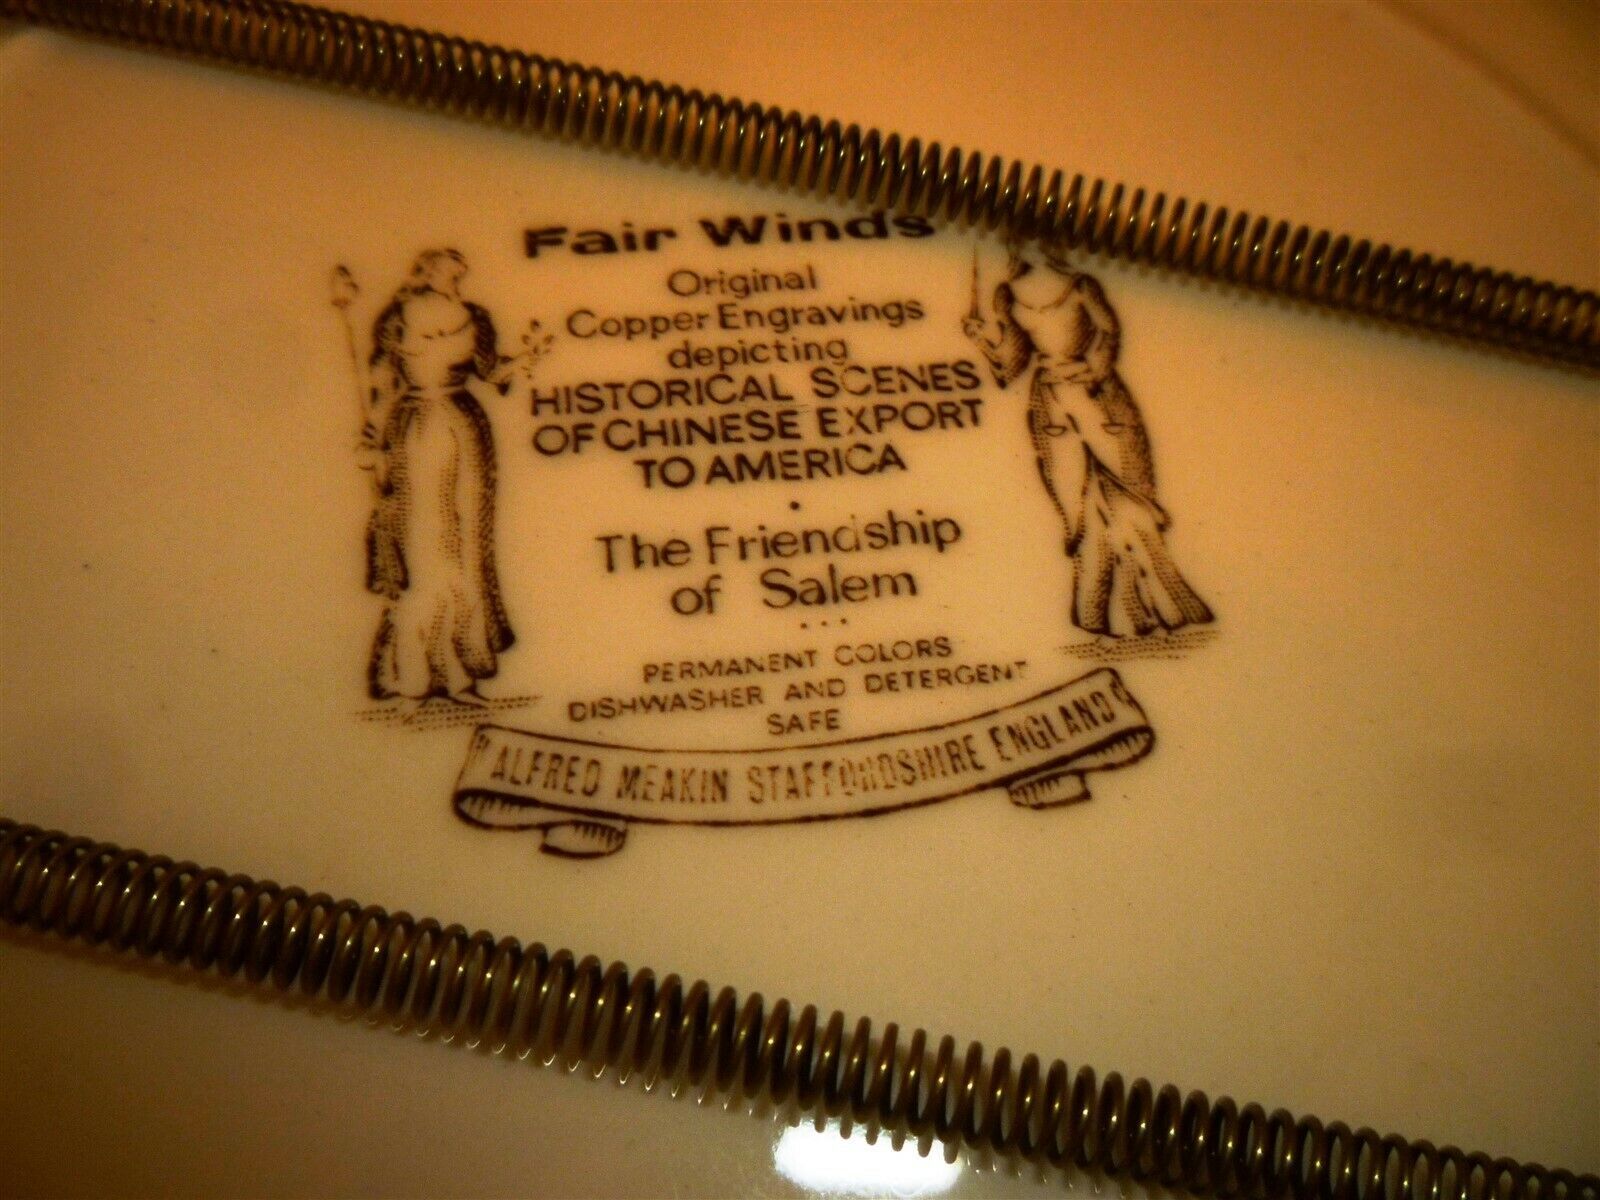 Fair Winds
Original
Copper Engravings
depicting
HISTORICAL SCENES
OF CHINESE EXPORT
TO AMERICA
•
The Friendship
of Salem
...
PERMANENT COLORS
DISHWASHER AND DETERGENT
SAFE
ALFRED MEAKIN STAFFORDSHIRE ENGLAND